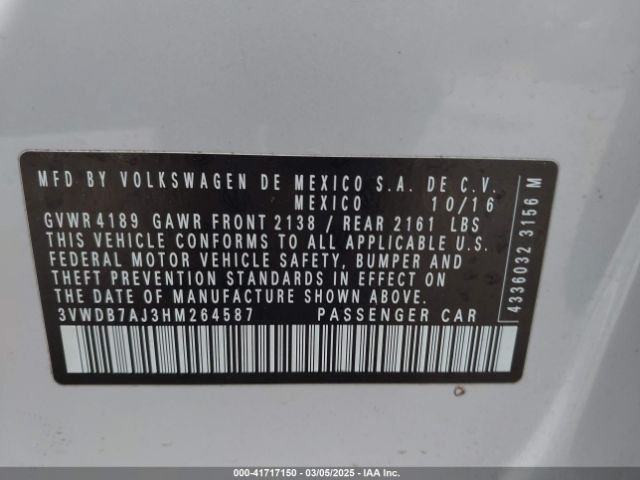 MFD BY VOLKSWAGEN DE MEXICO S.A. DE C.V.
MEXICO 10/16
GVWR 4189 GAWR FRONT 2138 / REAR 2161 LBS
THIS VEHICLE CONFORMS TO ALL APPLICABLE U.S.
FEDERAL MOTOR VEHICLE SAFETY, BUMPER AND
THEFT PREVENTION STANDARDS IN EFFECT ON
THE DATE OF MANUFACTURE SHOWN ABOVE.
3VWDB7AJ3HM264587 PASSENGER CAR
4336032 3156 M
000-41717150 - 03/05/2025 - IAA Inc.